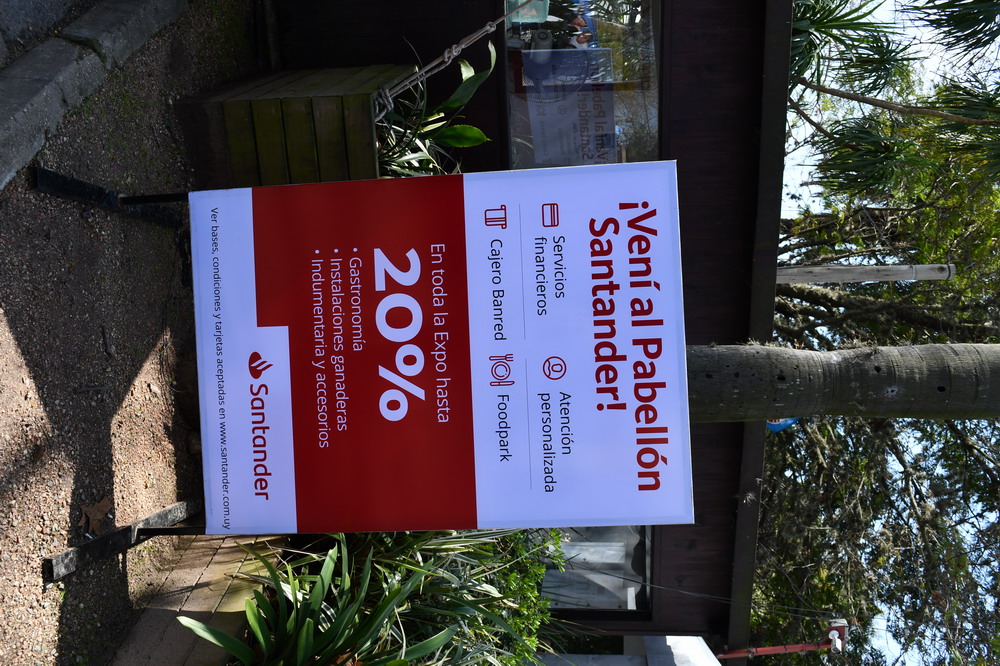 ¡Vení al Pabellón
Santander!
Servicios
financieros
Atención
personalizada
Cajero Banred
Foodpark
En toda la Expo hasta
20%
• Gastronomía
• Instalaciones ganaderas
• Indumentaria y accesorios
Santander
Ver bases, condiciones y tarjetas aceptadas en www.santander.com.uy